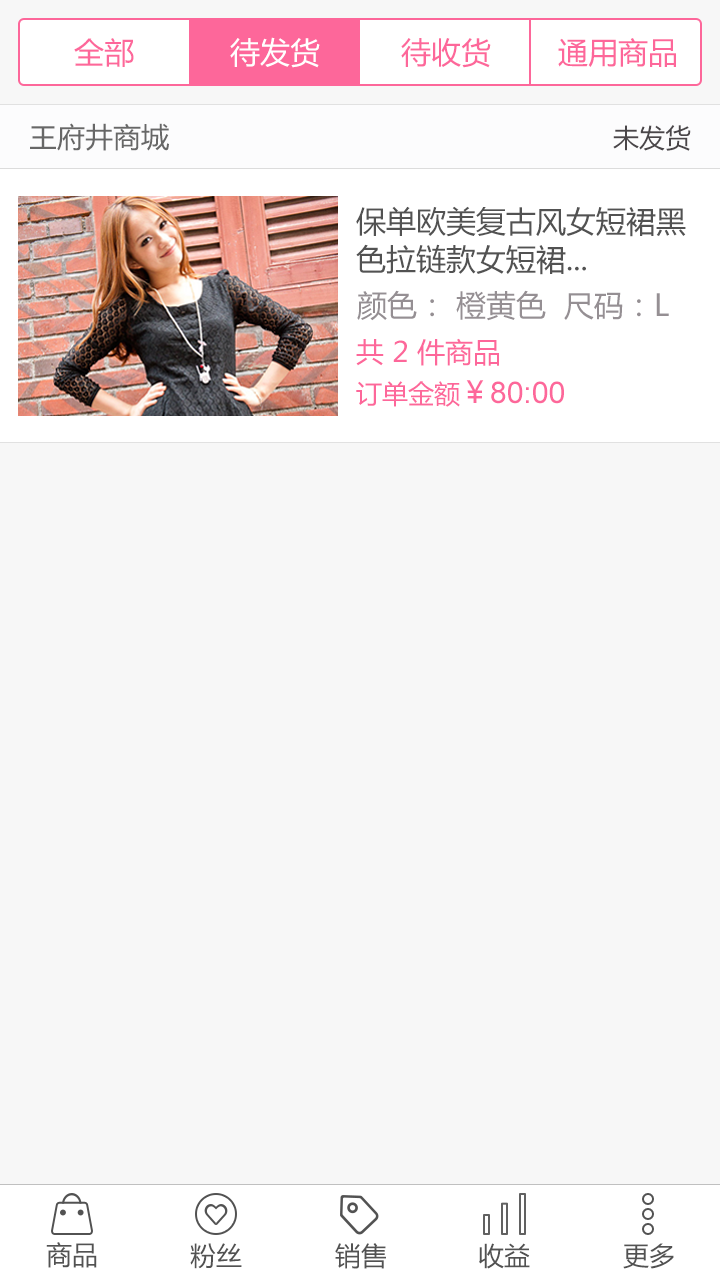 全部 待发货 待收货 通用商品
王府井商城 未发货
保单欧美复古风女短裙黑
色拉链款女短裙...
颜色： 橙黄色 尺码：L
共 2 件商品
订单金额￥80:00
商品 粉丝 销售 收益 更多